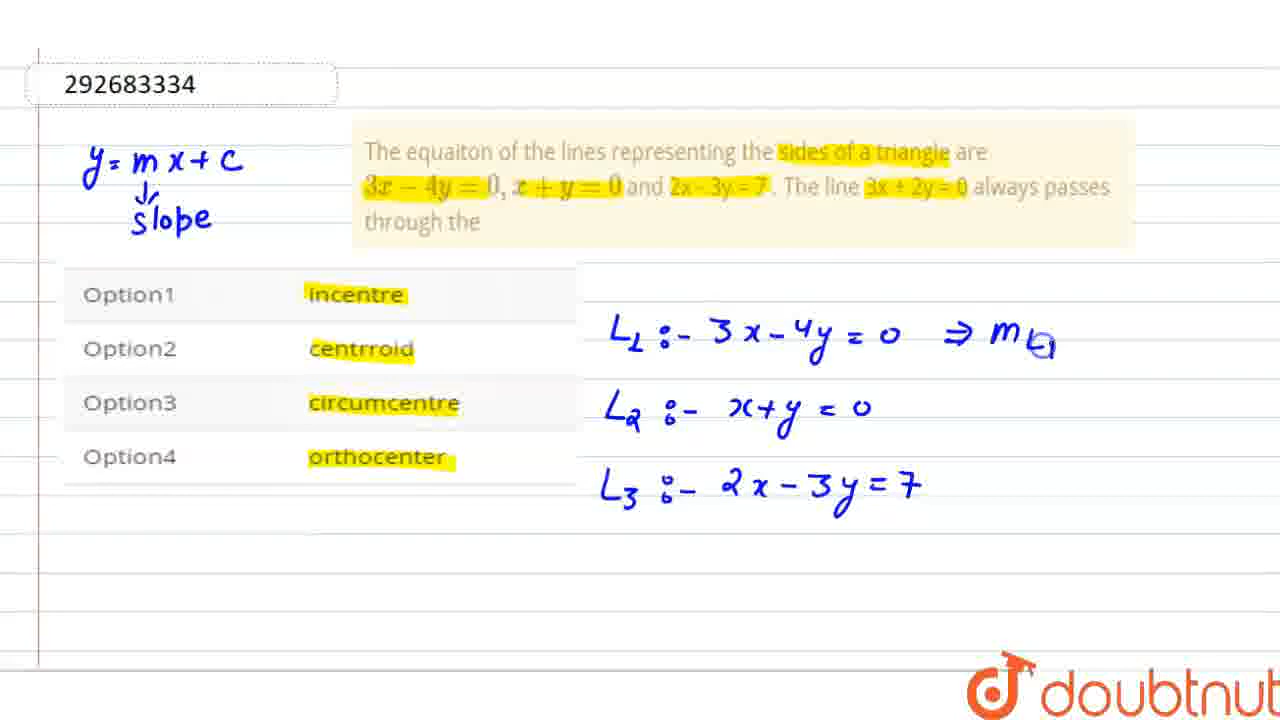 292683334
y = mx + c
slope
The equaiton of the lines representing the sides of a triangle are
3x − 4y = 0, x + y = 0 and 2x - 3y = 7 . The line 3x + 2y = 0 always passes
through the
Option1 incentre
Option2 centrroid
Option3 circumcentre
Option4 orthocenter
L1 :- 3x - 4y = 0 ⇒ m L1
L2 :- x + y = 0
L3 :- 2x - 3y = 7
doubtnut